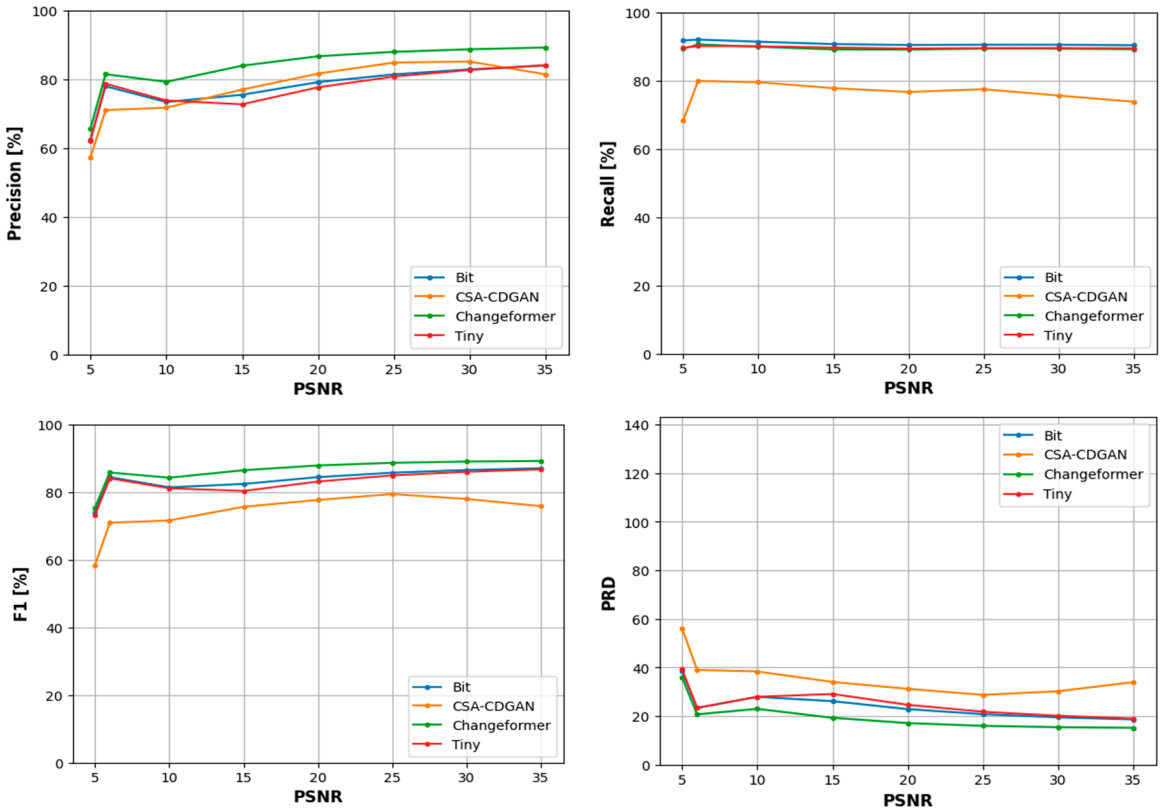 Precision [%]
100
80
60
40
20
0
5 10 15 20 25 30 35
PSNR
Bit
CSA-CDGAN
Changeformer
Tiny
Recall [%]
100
80
60
40
20
0
5 10 15 20 25 30 35
PSNR
Bit
CSA-CDGAN
Changeformer
Tiny
F1 [%]
100
80
60
40
20
0
5 10 15 20 25 30 35
PSNR
Bit
CSA-CDGAN
Changeformer
Tiny
PRD
140
120
100
80
60
40
20
0
5 10 15 20 25 30 35
PSNR
Bit
CSA-CDGAN
Changeformer
Tiny